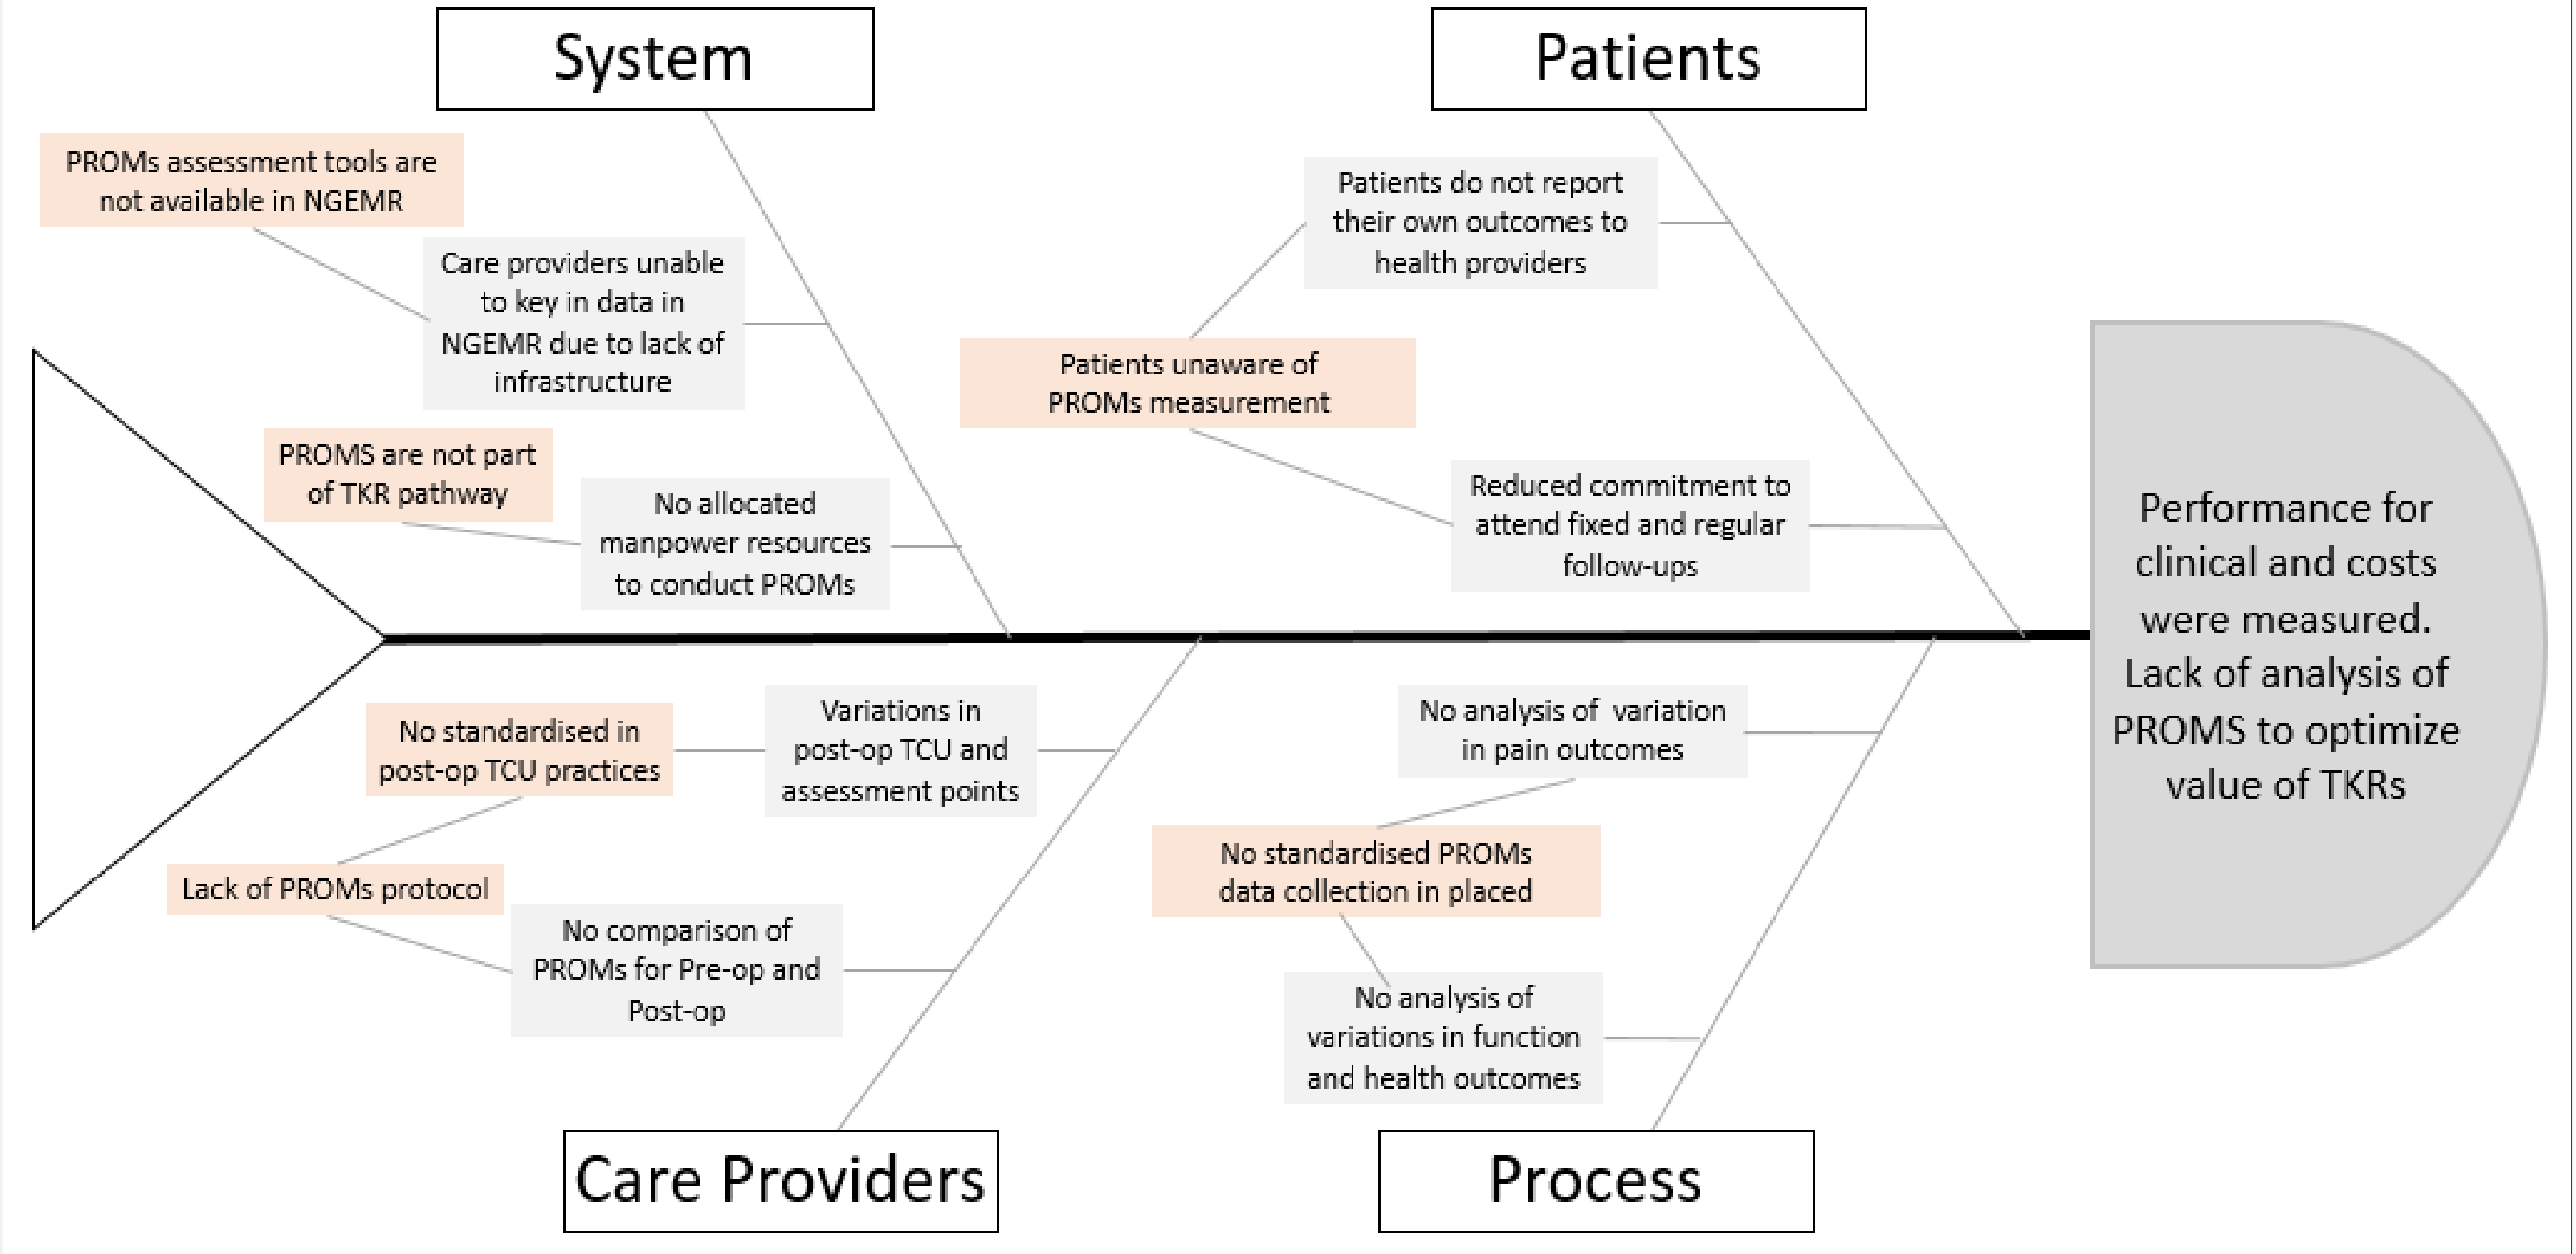 System
Patients
PROMs assessment tools are
not available in NGEMR
Care providers unable
to key in data in
NGEMR due to lack of
infrastructure
PROMS are not part
of TKR pathway
No allocated
manpower resources
to conduct PROMs
Patients do not report
their own outcomes to
health providers
Patients unaware of
PROMs measurement
Reduced commitment to
attend fixed and regular
follow-ups
Performance for
clinical and costs
were measured.
Lack of analysis of
PROMS to optimize
value of TKRs
No standardised in
post-op TCU practices
Variations in
post-op TCU and
assessment points
Lack of PROMs protocol
No comparison of
PROMs for Pre-op and
Post-op
No analysis of  variation
in pain outcomes
No standardised PROMs
data collection in placed
No analysis of
variations in function
and health outcomes
Care Providers
Process